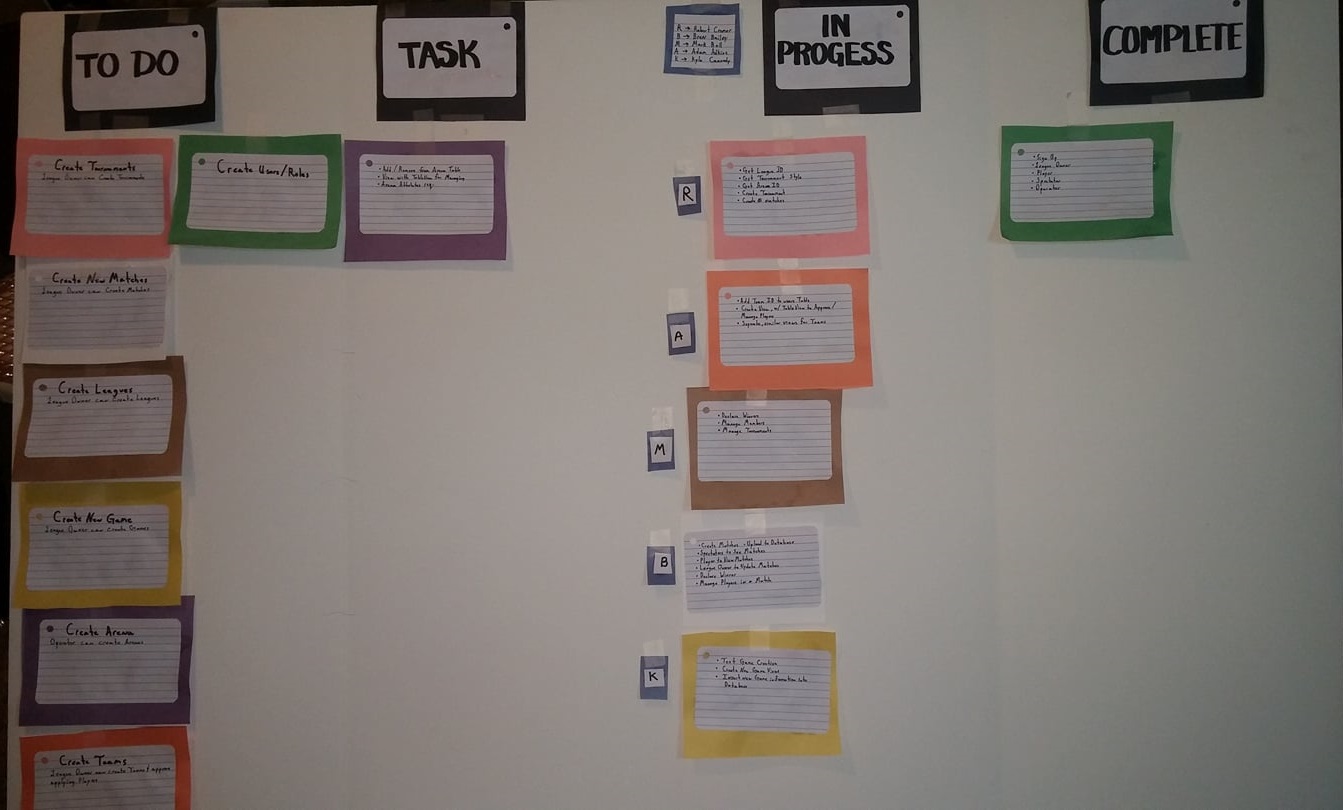 TO DO
TASK
R → Robert Cromer
B → Brent Bailey
M → Mark Ball
A → Adam Adkins
K → Kyle
IN
PROGESS
COMPLETE
Create Tournaments
League Owner can Create Tournaments
Create Users/Roles
• Add / Remove from Arena Table
• View with TableView for Managing
• Arena Attributes
R
• Get League ID
• Get Tournament Style
• Get Arena ID
• Create Tournament
• Create matches
• Sign Up
• League Owner
• Player
• Spectator
• Operator
Create New Matches
League Owner can Create Matches
A
• Add Team ID to users Table
• Create View, w/ TableView to Approve/
Manage Players
• Separate, similar views for Teams
Create Leagues
League Owner can Create Leagues
M
• Declare Winners
• Manage Members
• Manage Tournaments
Create New Game
League Owner can Create Games
B
• Create Matches - Upload to Database
• Spectators to See Matches
• Player to View Matches
• League Owner to Update Matches
• Declare Winner
• Manage Players in a Match
Create Arena
Operator can create Arenas
K
• Test Game Creation
• Create New Game View
• Insert new Game information into
Database
Create Teams
League Owner can create Teams & approve
applying Players